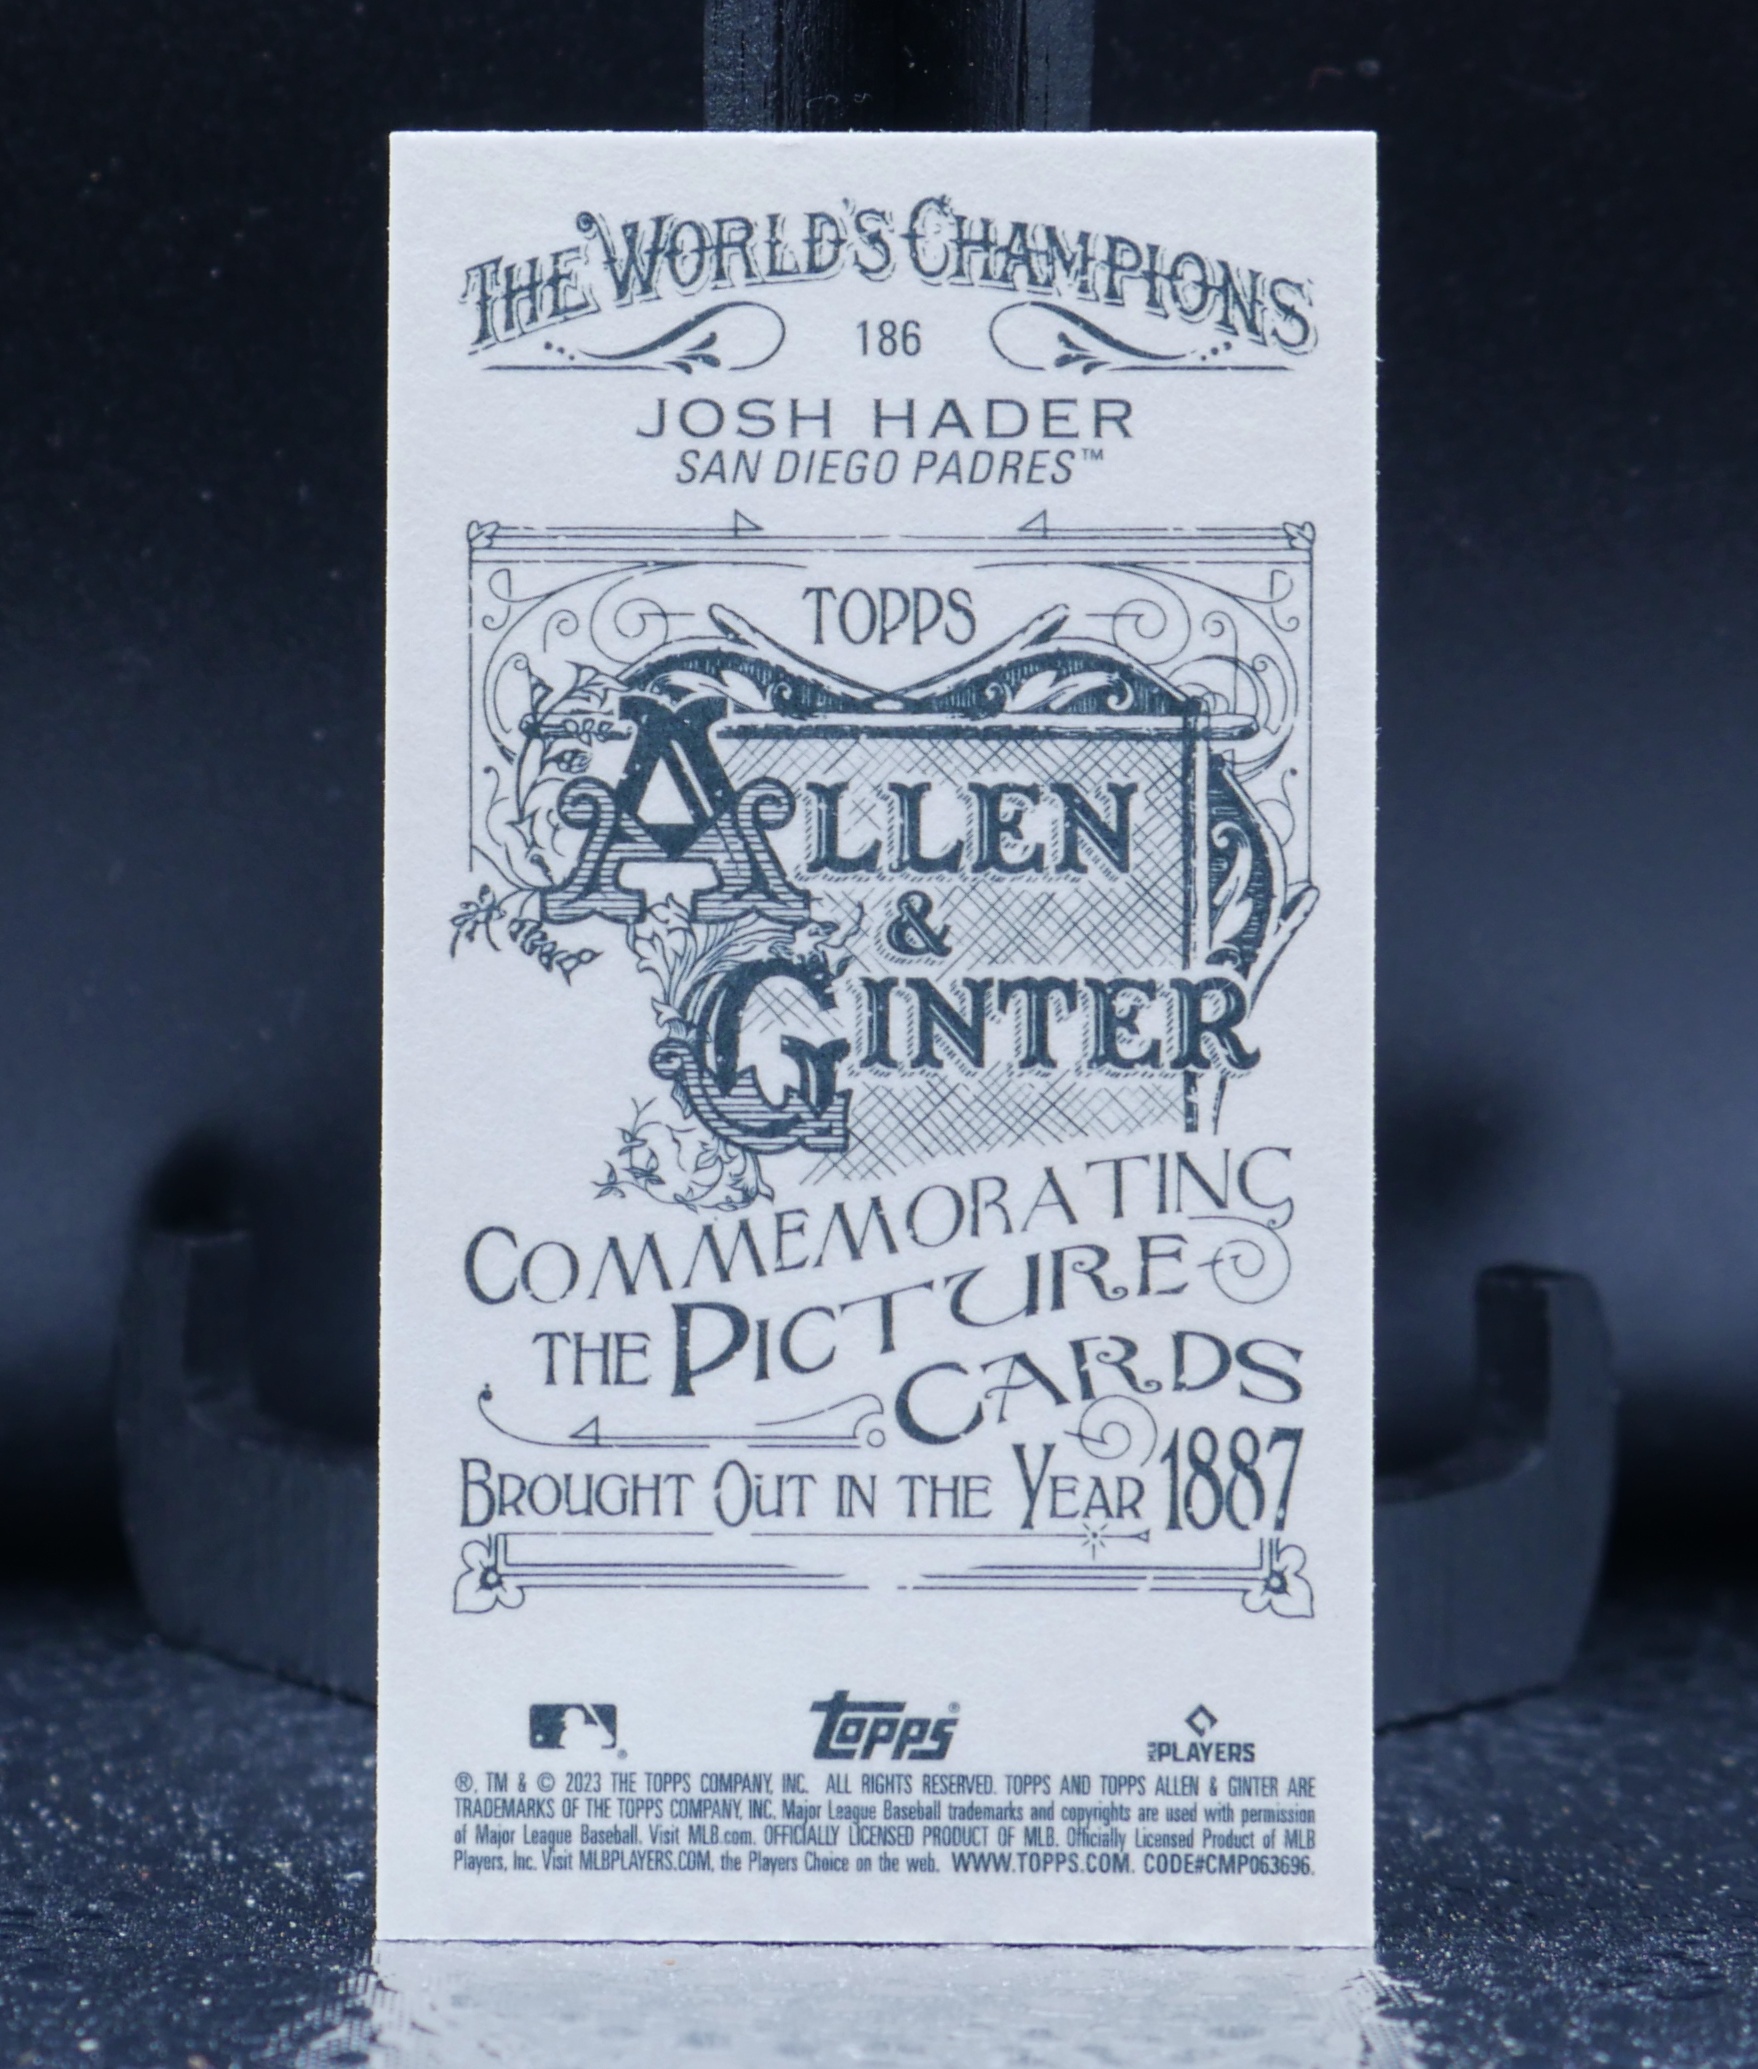 THE WORLD'S CHAMPIONS
186
JOSH HADER
SAN DIEGO PADRES™
TOPPS
ALLEN
&
GINTER
COMMEMORATING
THE PICTURE
CARDS
BROUGHT OUT IN THE YEAR 1887
topps®
MLB PLAYERS
®, TM & © 2023 THE TOPPS COMPANY, INC. ALL RIGHTS RESERVED. TOPPS AND TOPPS ALLEN & GINTER ARE
TRADEMARKS OF THE TOPPS COMPANY, INC. Major League Baseball trademarks and copyrights are used with permission
of Major League Baseball. Visit MLB.com. OFFICIALLY LICENSED PRODUCT OF MLB. Officially Licensed Product of MLB
Players, Inc. Visit MLBPLAYERS.COM, the Players Choice on the web. WWW.TOPPS.COM. CODE#CMP063696.